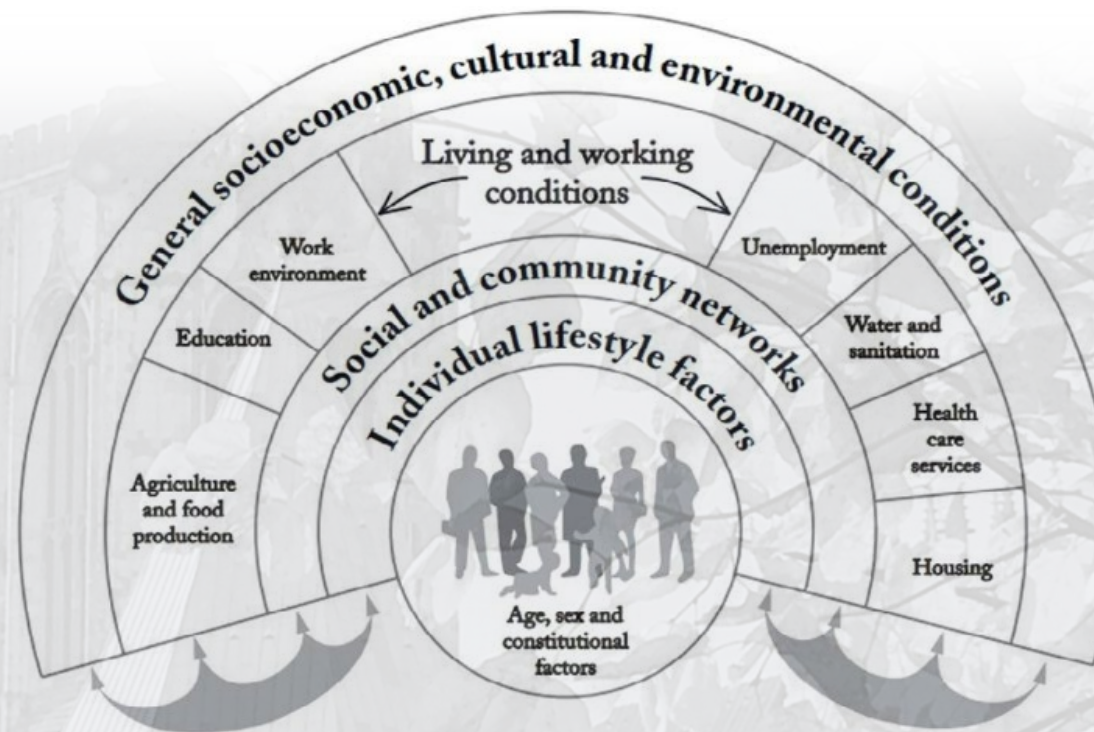 General socioeconomic, cultural and environmental conditions
Living and working
conditions
Work
environment
Unemployment
Education
Water and
sanitation
Agriculture
and food
production
Health
care
services
Housing
Social and community networks
Individual lifestyle factors
Age, sex and
constitutional
factors